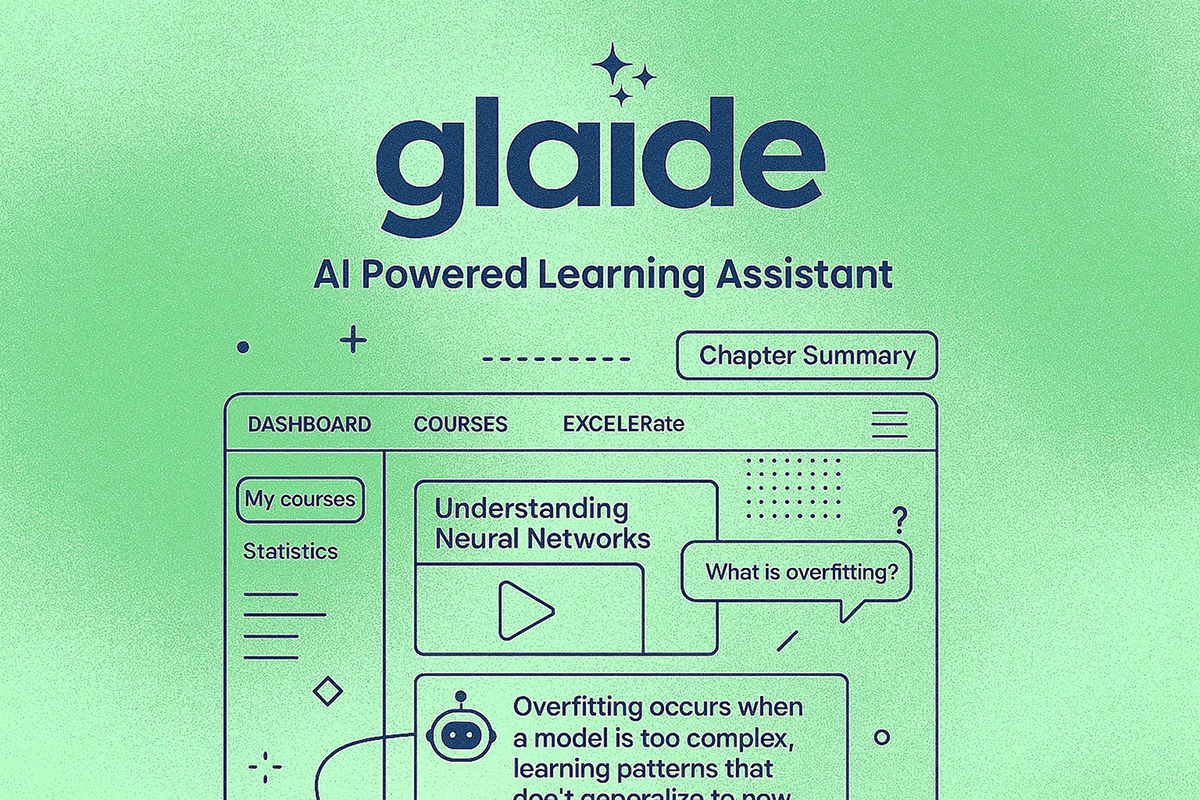 glaide
AI Powered Learning Assistant
Chapter Summary
DASHBOARD COURSES EXCELERate
My courses
Statistics
Understanding
Neural Networks
?
What is overfitting?
Overfitting occurs when
a model is too complex,
learning patterns that
to